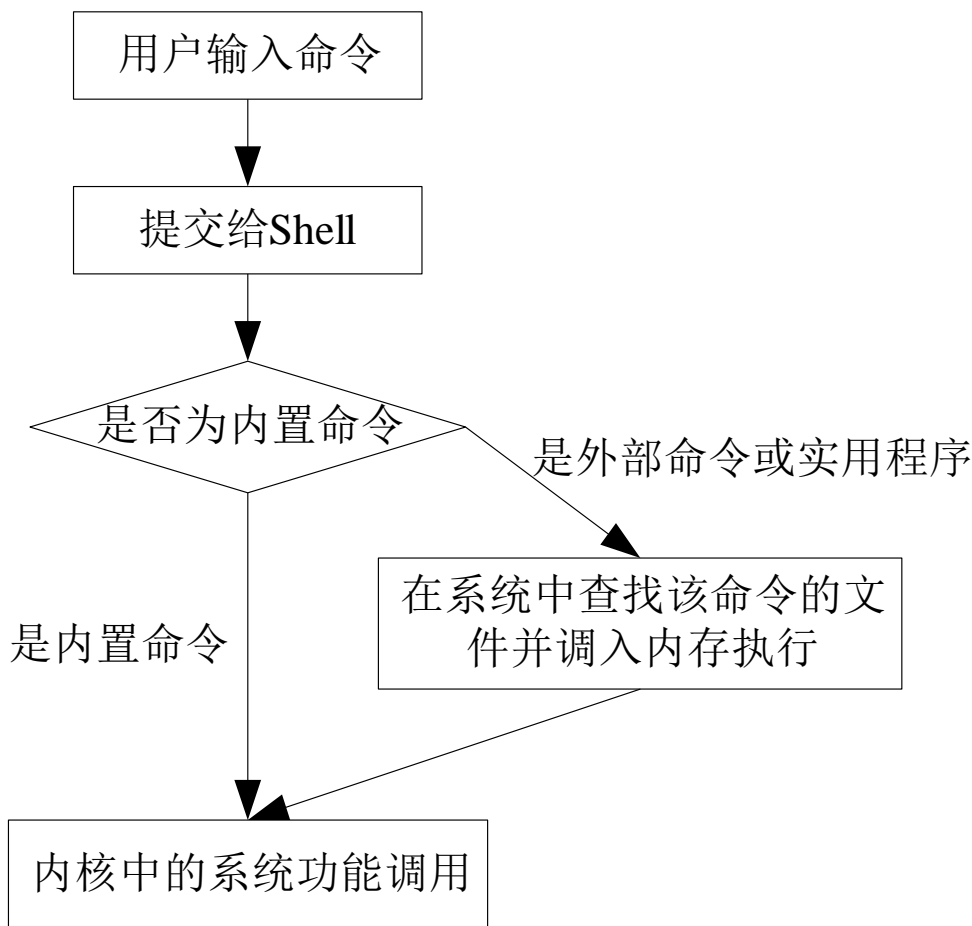 用户输入命令
提交给Shell
是否为内置命令
是外部命令或实用程序
在系统中查找该命令的文
件并调入内存执行
是内置命令
内核中的系统功能调用